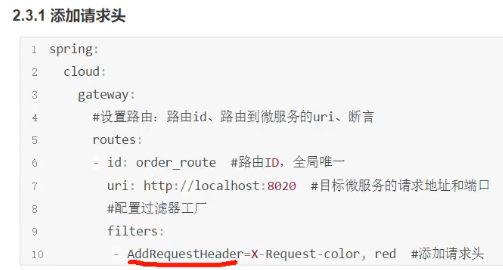 2.3.1 添加请求头
1 spring:
2 cloud:
3 gateway:
4 #设置路由：路由id、路由到微服务的uri、断言
5 routes:
6 - id: order_route #路由ID，全局唯一
7 uri: http://localhost:8020 #目标微服务的请求地址和端口
8 #配置过滤器工厂
9 filters:
10 - AddRequestHeader=X-Request-color, red #添加请求头